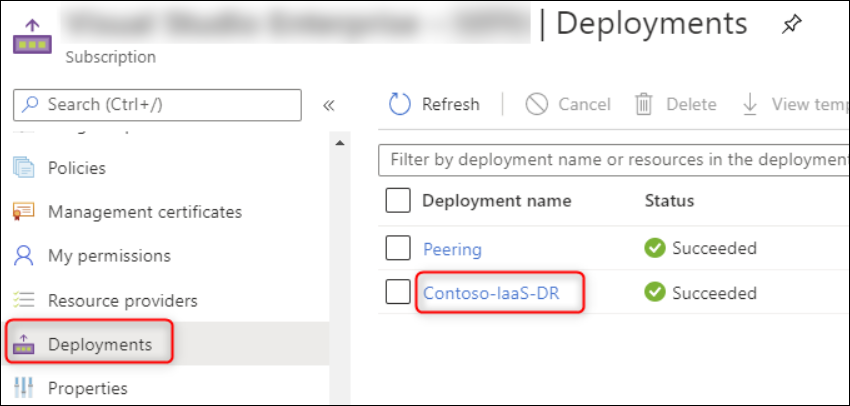 | Deployments
Subscription
Search (Ctrl+/)
«
Refresh
Cancel
Delete
View temp
Filter by deployment name or resources in the deployment
Policies
Management certificates
My permissions
Resource providers
Deployments
Properties
Deployment name
Status
Peering
Succeeded
Contoso-IaaS-DR
Succeeded